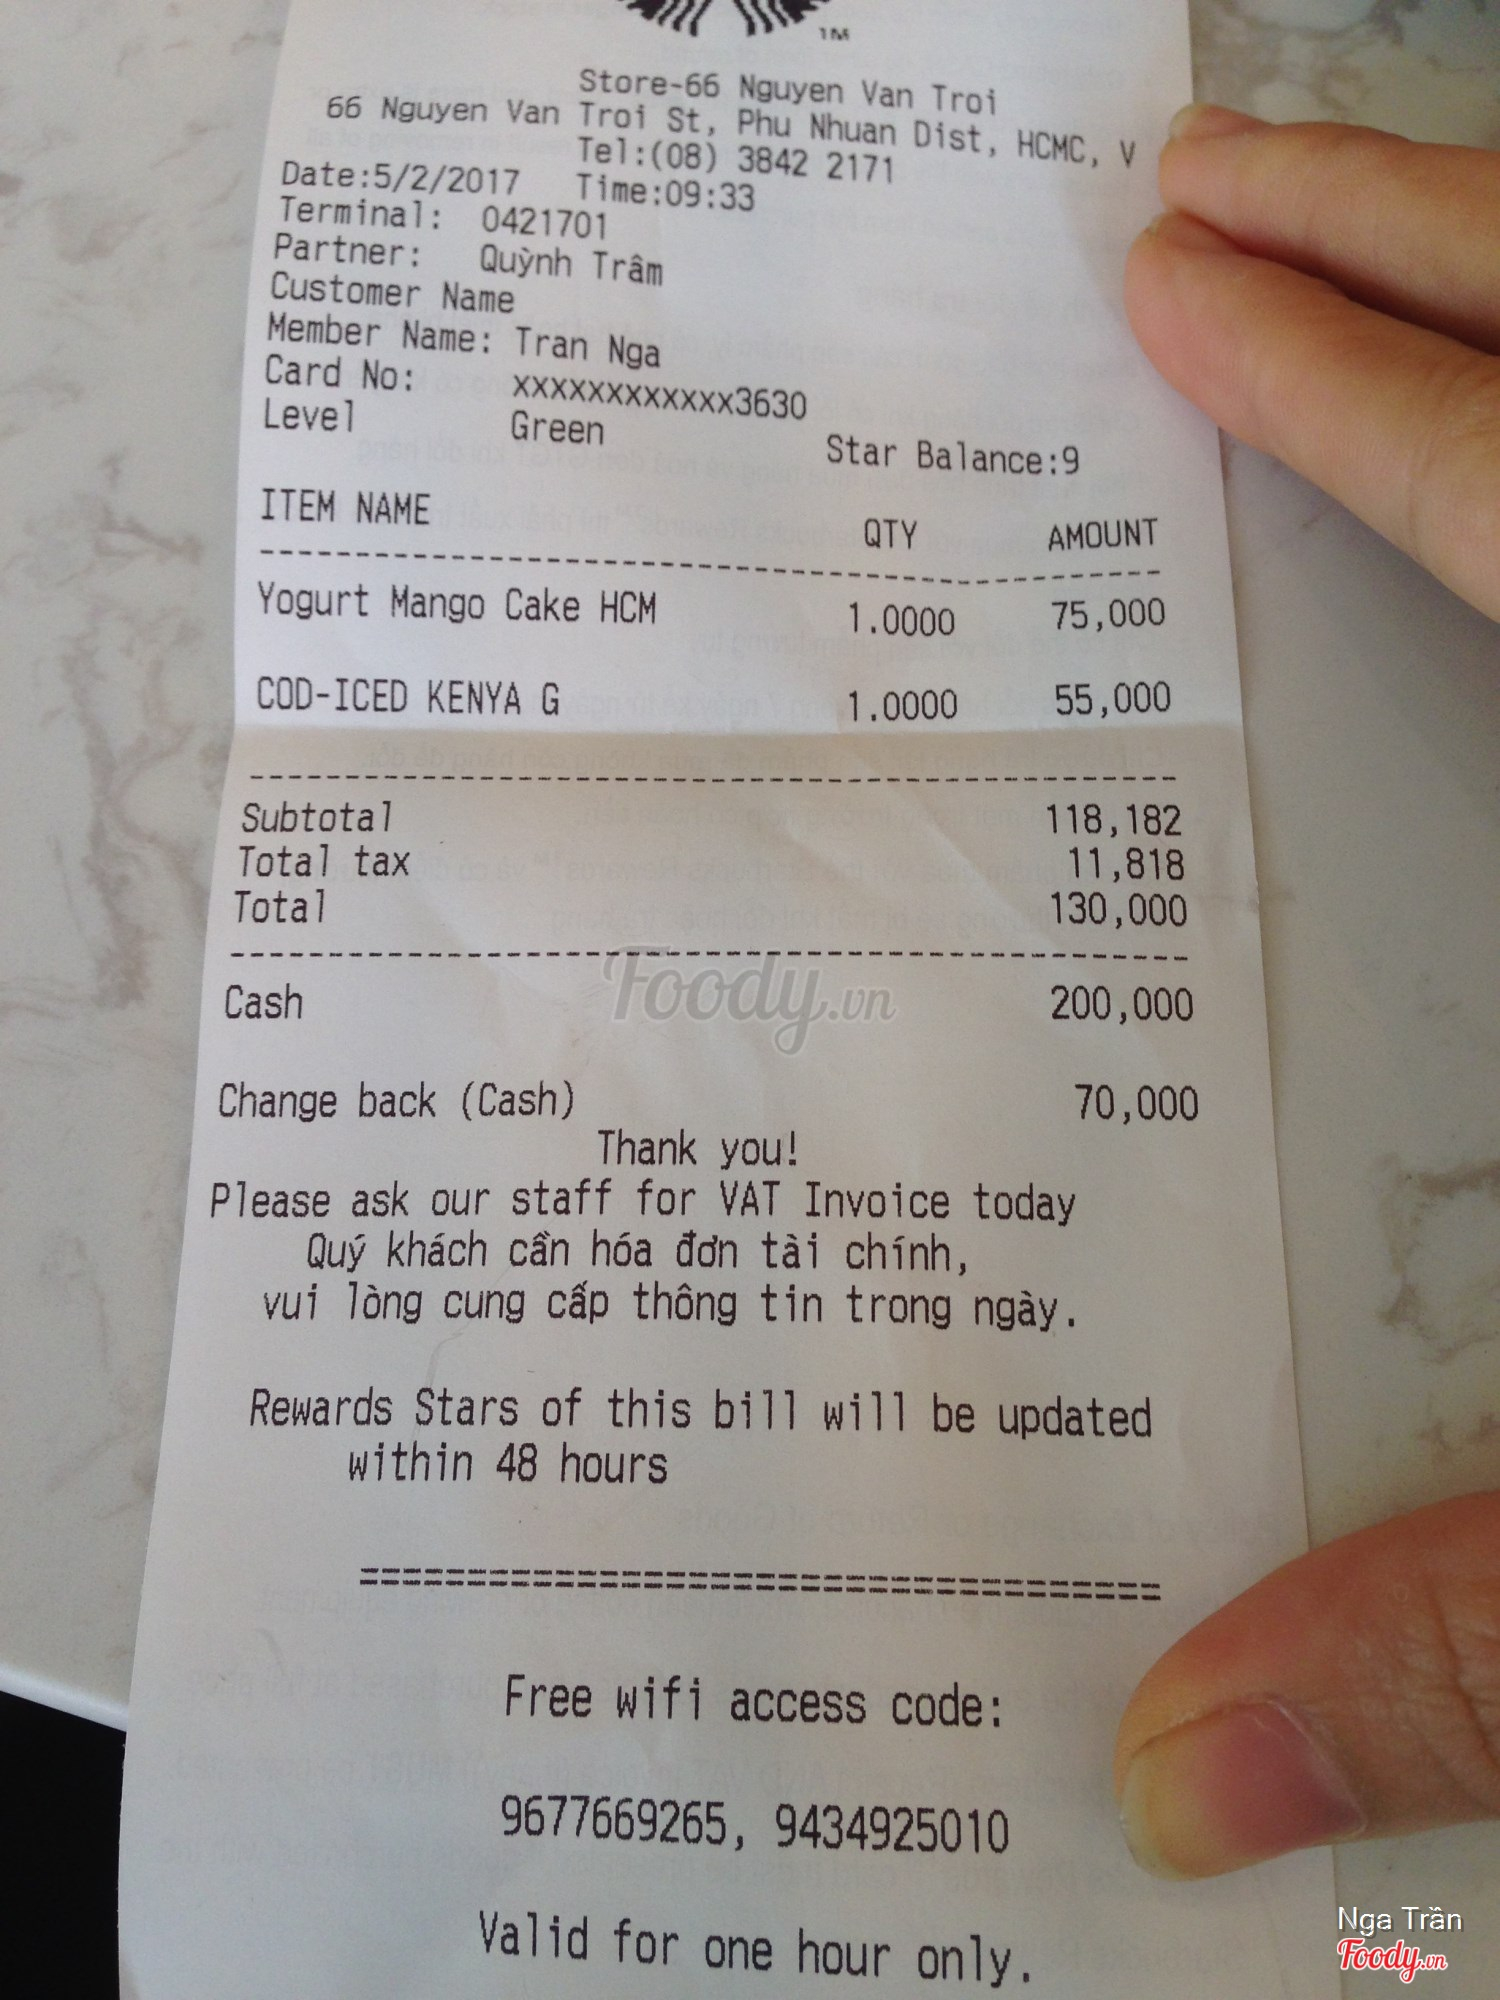 TM
Store-66 Nguyen Van Troi
66 Nguyen Van Troi St, Phu Nhuan Dist, HCMC, V
Tel:(08) 3842 2171
Date:5/2/2017 Time:09:33
Terminal: 0421701
Partner: Quỳnh Trâm
Customer Name
Member Name: Tran Nga
Card No: xxxxxxxxxxxx3630
Level Green Star Balance:9
ITEM NAME QTY AMOUNT
Yogurt Mango Cake HCM 1.0000 75,000
COD-ICED KENYA G 1.0000 55,000
Subtotal 118,182
Total tax 11,818
Total 130,000
Foody.vn
Cash 200,000
Change back (Cash) 70,000
Thank you!
Please ask our staff for VAT Invoice today
Quý khách cần hóa đơn tài chính,
vui lòng cung cấp thông tin trong ngày.
Rewards Stars of this bill will be updated
within 48 hours
=====================================
Free wifi access code:
9677669265, 9434925010
Valid for one hour only.
Nga Trần
Foody.vn